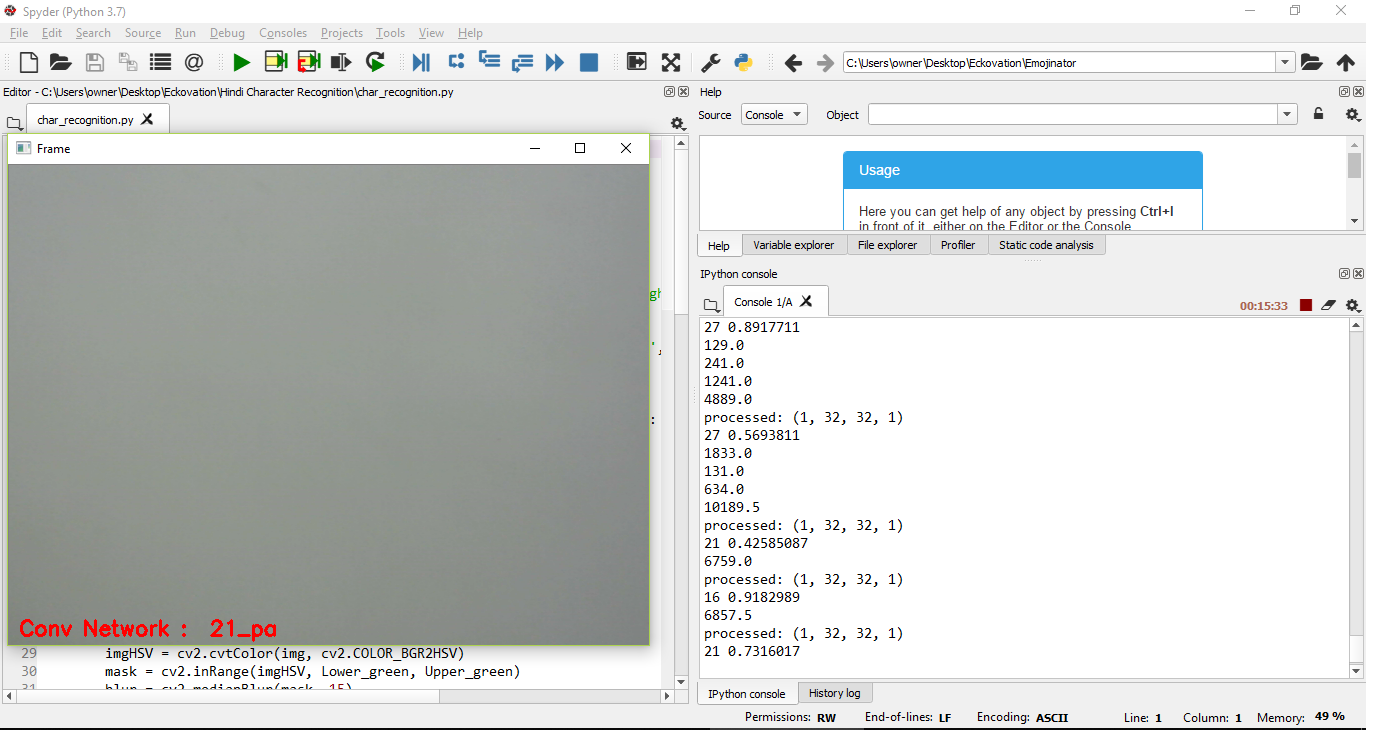 Spyder (Python 3.7)
File Edit Search Source Run Debug Consoles Projects Tools View Help
C:\Users\owner\Desktop\Eckovation\Emojinator
Editor - C:\Users\owner\Desktop\Eckovation\Hindi Character Recognition\char_recognition.py
char_recognition.py
Frame
Conv Network : 21_pa
29 imgHSV = cv2.cvtColor(img, cv2.COLOR_BGR2HSV)
30 mask = cv2.inRange(imgHSV, Lower_green, Upper_green)
31 blur = cv2.medianBlur(mask, 15)
Help
Source Console Object
Usage
Here you can get help of any object by pressing Ctrl+I
in front of it, either on the Editor or the Console.
Help Variable explorer File explorer Profiler Static code analysis
IPython console
Console 1/A
00:15:33
27 0.8917711
129.0
241.0
1241.0
4889.0
processed: (1, 32, 32, 1)
27 0.5693811
1833.0
131.0
634.0
10189.5
processed: (1, 32, 32, 1)
21 0.42585087
6759.0
processed: (1, 32, 32, 1)
16 0.9182989
6857.5
processed: (1, 32, 32, 1)
21 0.7316017
IPython console History log
Permissions: RW End-of-lines: LF Encoding: ASCII Line: 1 Column: 1 Memory: 49 %